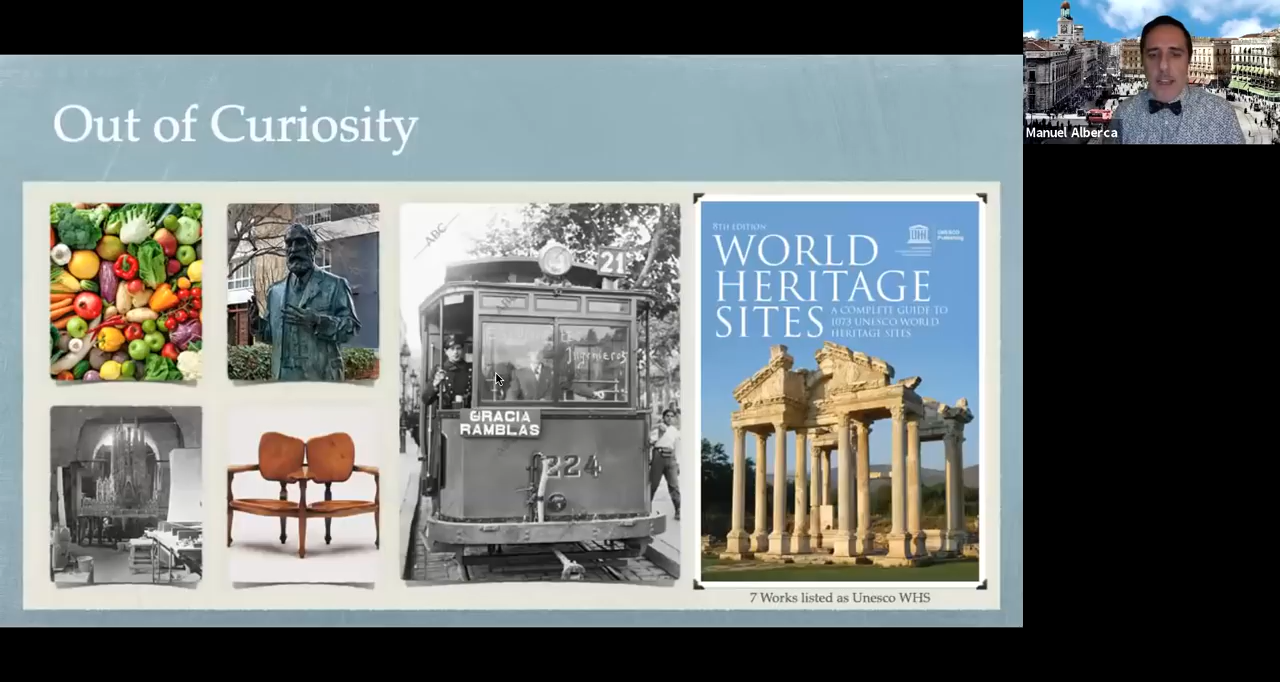 Out of Curiosity
Manuel Alberca
ABC
21
Ingenieros
GRACIA
RAMBLAS
224
8TH EDITION
WORLD
HERITAGE
SITES
A COMPLETE GUIDE TO
1073 UNESCO WORLD
HERITAGE SITES
UNESCO
Publishing
7 Works listed as Unesco WHS